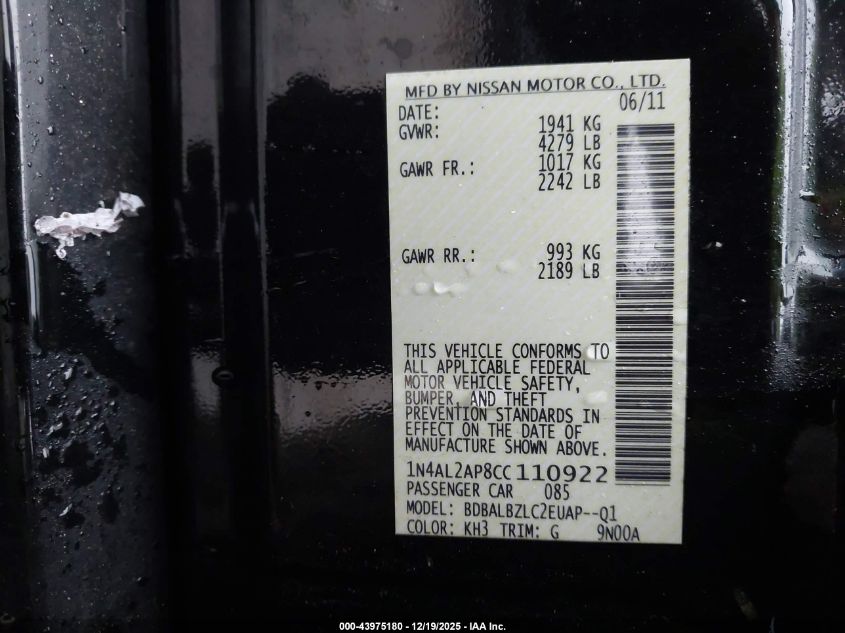 MFD BY NISSAN MOTOR CO., LTD.
DATE: 06/11
GVWR: 1941 KG
4279 LB
GAWR FR.: 1017 KG
2242 LB
GAWR RR.: 993 KG
2189 LB
THIS VEHICLE CONFORMS TO
ALL APPLICABLE FEDERAL
MOTOR VEHICLE SAFETY,
BUMPER, AND THEFT
PREVENTION STANDARDS IN
EFFECT ON THE DATE OF
MANUFACTURE SHOWN ABOVE.
1N4AL2AP8CC110922
PASSENGER CAR 085
MODEL: BDBALBZLC2EUAP--Q1
COLOR: KH3 TRIM: G 9N00A
000-43975180 - 12/19/2025 - IAA Inc.